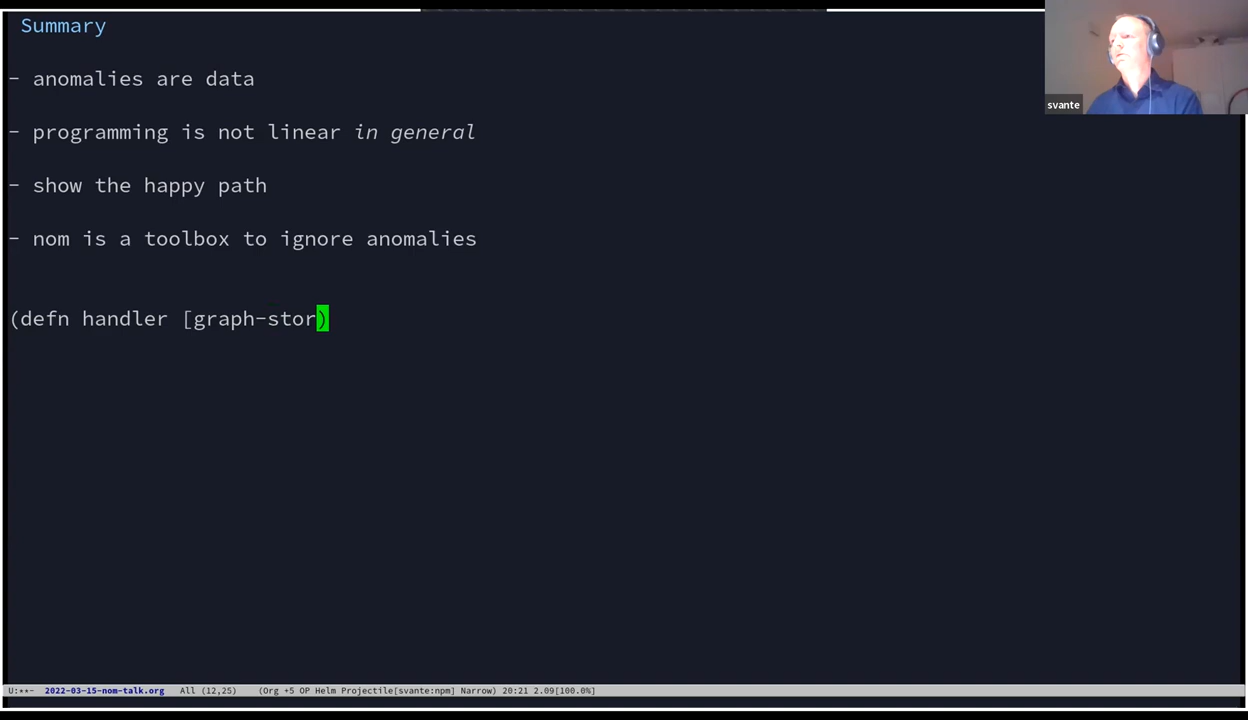 Summary
- anomalies are data
- programming is not linear in general
- show the happy path
- nom is a toolbox to ignore anomalies
(defn handler [graph-stor)
svante
U:**- 2022-03-15-nom-talk.org All (12,25) (Org +5 OP Helm Projectile[svante:npm] Narrow) 20:21 2.09[100.0%]